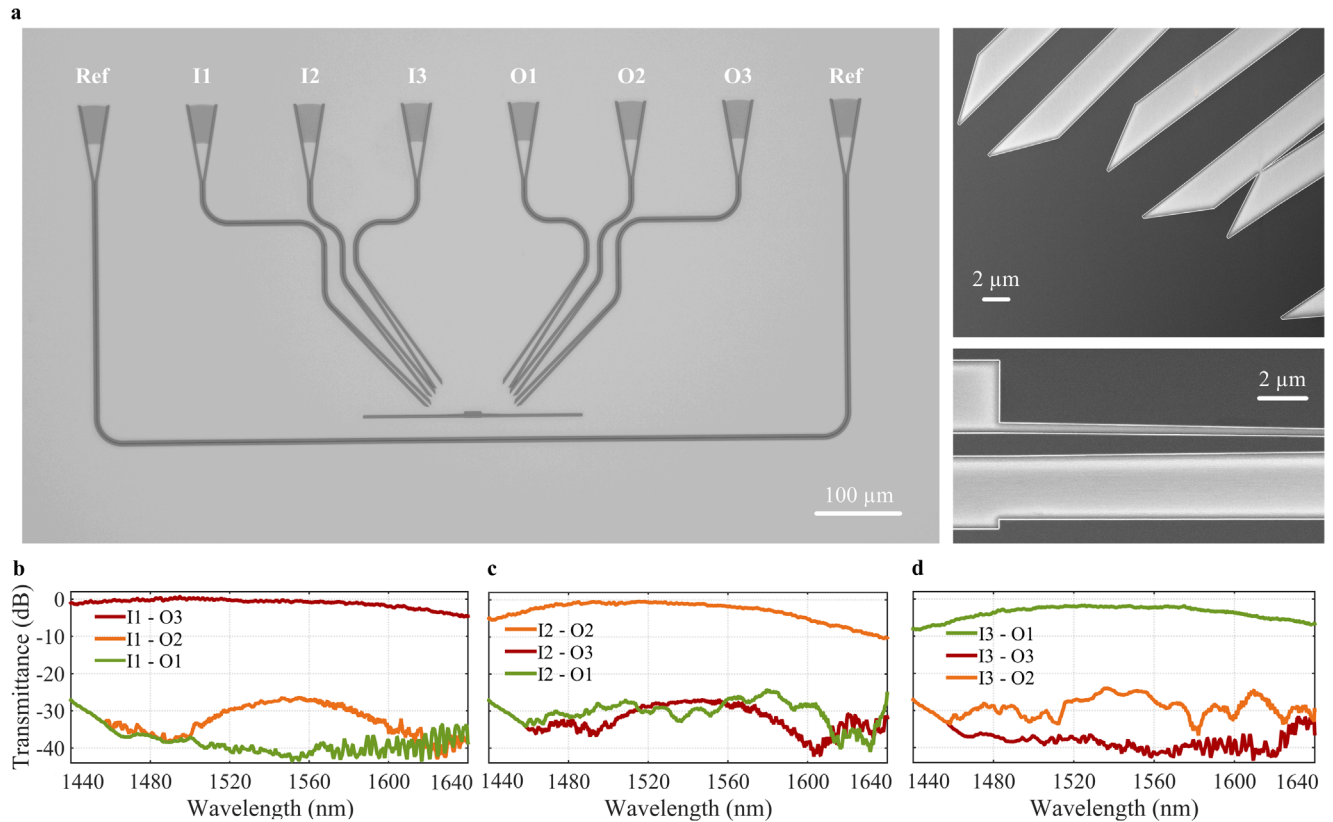 a
Ref I1 I2 I3 O1 O2 O3 Ref
100 µm
2 µm
2 µm
b
Transmittance (dB)
0
-10
-20
-30
-40
I1 - O3
I1 - O2
I1 - O1
1440 1480 1520 1560 1600 1640
Wavelength (nm)
c
I2 - O2
I2 - O3
I2 - O1
1440 1480 1520 1560 1600 1640
Wavelength (nm)
d
I3 - O1
I3 - O3
I3 - O2
1440 1480 1520 1560 1600 1640
Wavelength (nm)